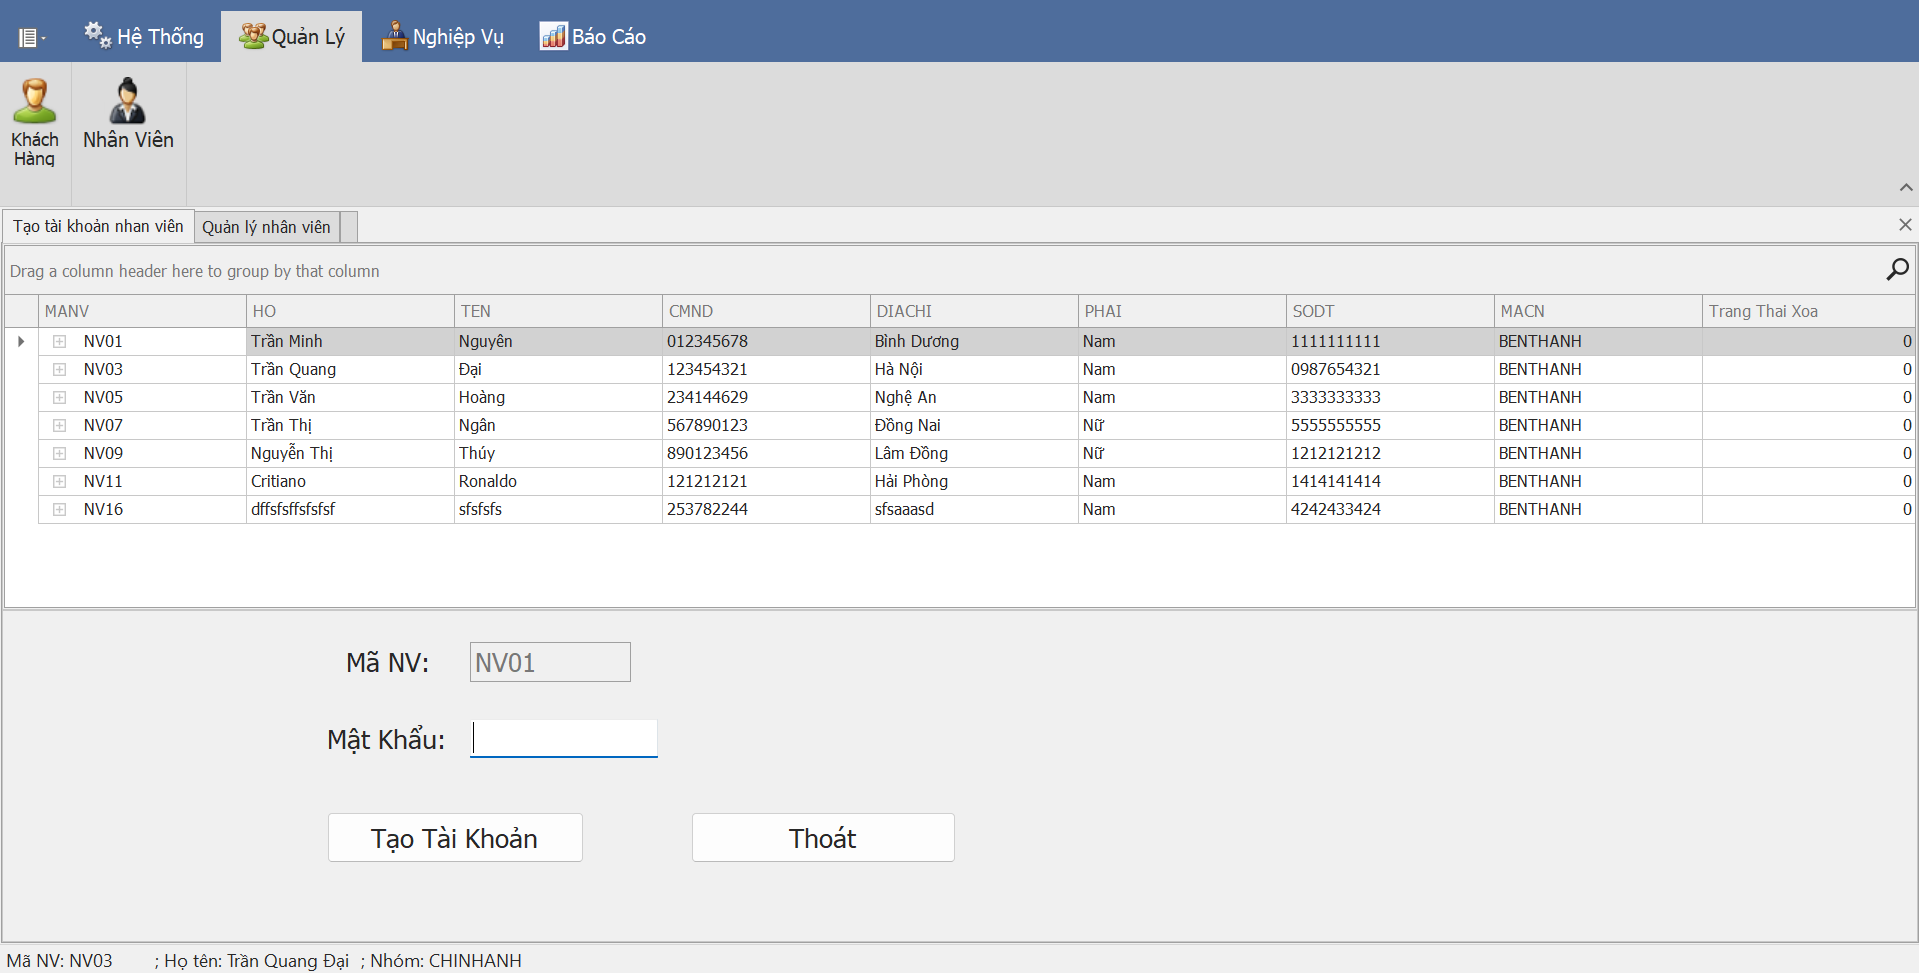 Hệ Thống Quản Lý Nghiệp Vụ Báo Cáo
Khách Hàng
Nhân Viên
Tạo tài khoản nhan viên Quản lý nhân viên
Drag a column header here to group by that column
MANV HO TEN CMND DIACHI PHAI SODT MACN Trang Thai Xoa
NV01 Trần Minh Nguyên 012345678 Bình Dương Nam 1111111111 BENTHANH 0
NV03 Trần Quang Đại 123454321 Hà Nội Nam 0987654321 BENTHANH 0
NV05 Trần Văn Hoàng 234144629 Nghệ An Nam 3333333333 BENTHANH 0
NV07 Trần Thị Ngân 567890123 Đồng Nai Nữ 5555555555 BENTHANH 0
NV09 Nguyễn Thị Thúy 890123456 Lâm Đồng Nữ 1212121212 BENTHANH 0
NV11 Critiano Ronaldo 121212121 Hải Phòng Nam 1414141414 BENTHANH 0
NV16 dffsfsffsfsfsf sfsfsfs 253782244 sfsaaasd Nam 4242433424 BENTHANH 0
Mã NV: NV01
Mật Khẩu:
Tạo Tài Khoản Thoát
Mã NV: NV03 ; Họ tên: Trần Quang Đại ; Nhóm: CHINHANH